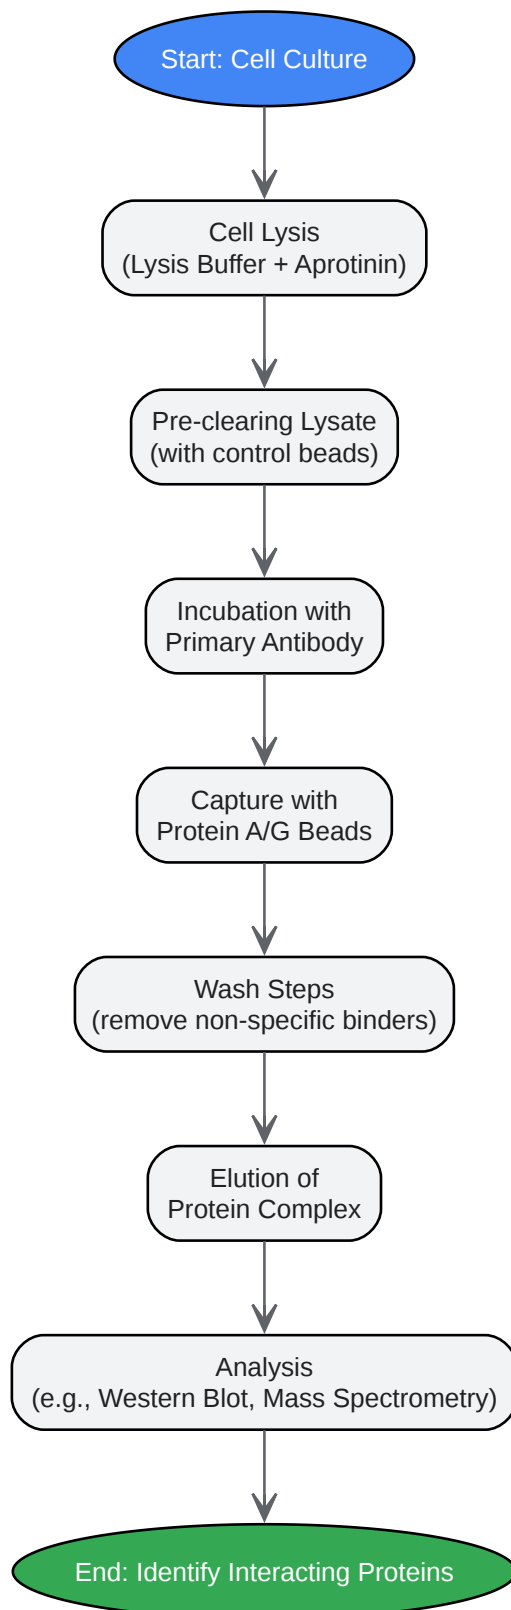 Start: Cell Culture
Cell Lysis
(Lysis Buffer + Aprotinin)
Pre-clearing Lysate
(with control beads)
Incubation with
Primary Antibody
Capture with
Protein A/G Beads
Wash Steps
(remove non-specific binders)
Elution of
Protein Complex
Analysis
(e.g., Western Blot, Mass Spectrometry)
End: Identify Interacting Proteins